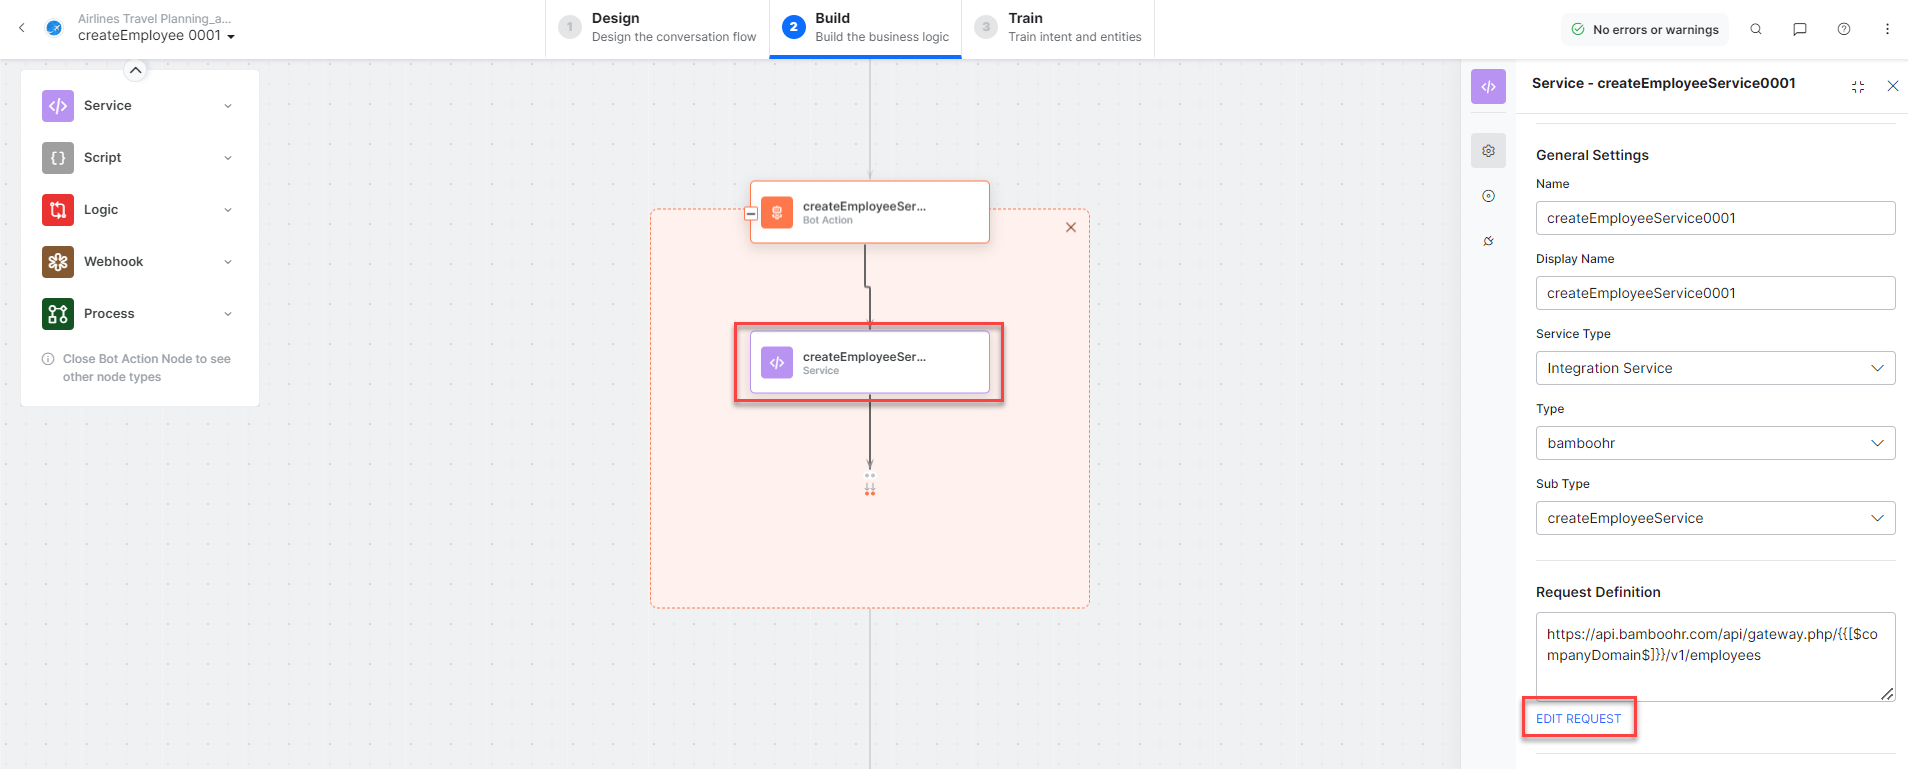 Airlines Travel Planning_a...
createEmployee 0001
1
Design
Design the conversation flow
2
Build
Build the business logic
3
Train
Train intent and entities
No errors or warnings
Service
Script
Logic
Webhook
Process
Close Bot Action Node to see
other node types
createEmployeeSer...
Bot Action
createEmployeeSer...
Service
Service - createEmployeeService0001
General Settings
Name
createEmployeeService0001
Display Name
createEmployeeService0001
Service Type
Integration Service
Type
bamboohr
Sub Type
createEmployeeService
Request Definition
https://api.bamboohr.com/api/gateway.php/{{[$co
mpanyDomain$]}}/v1/employees
EDIT REQUEST